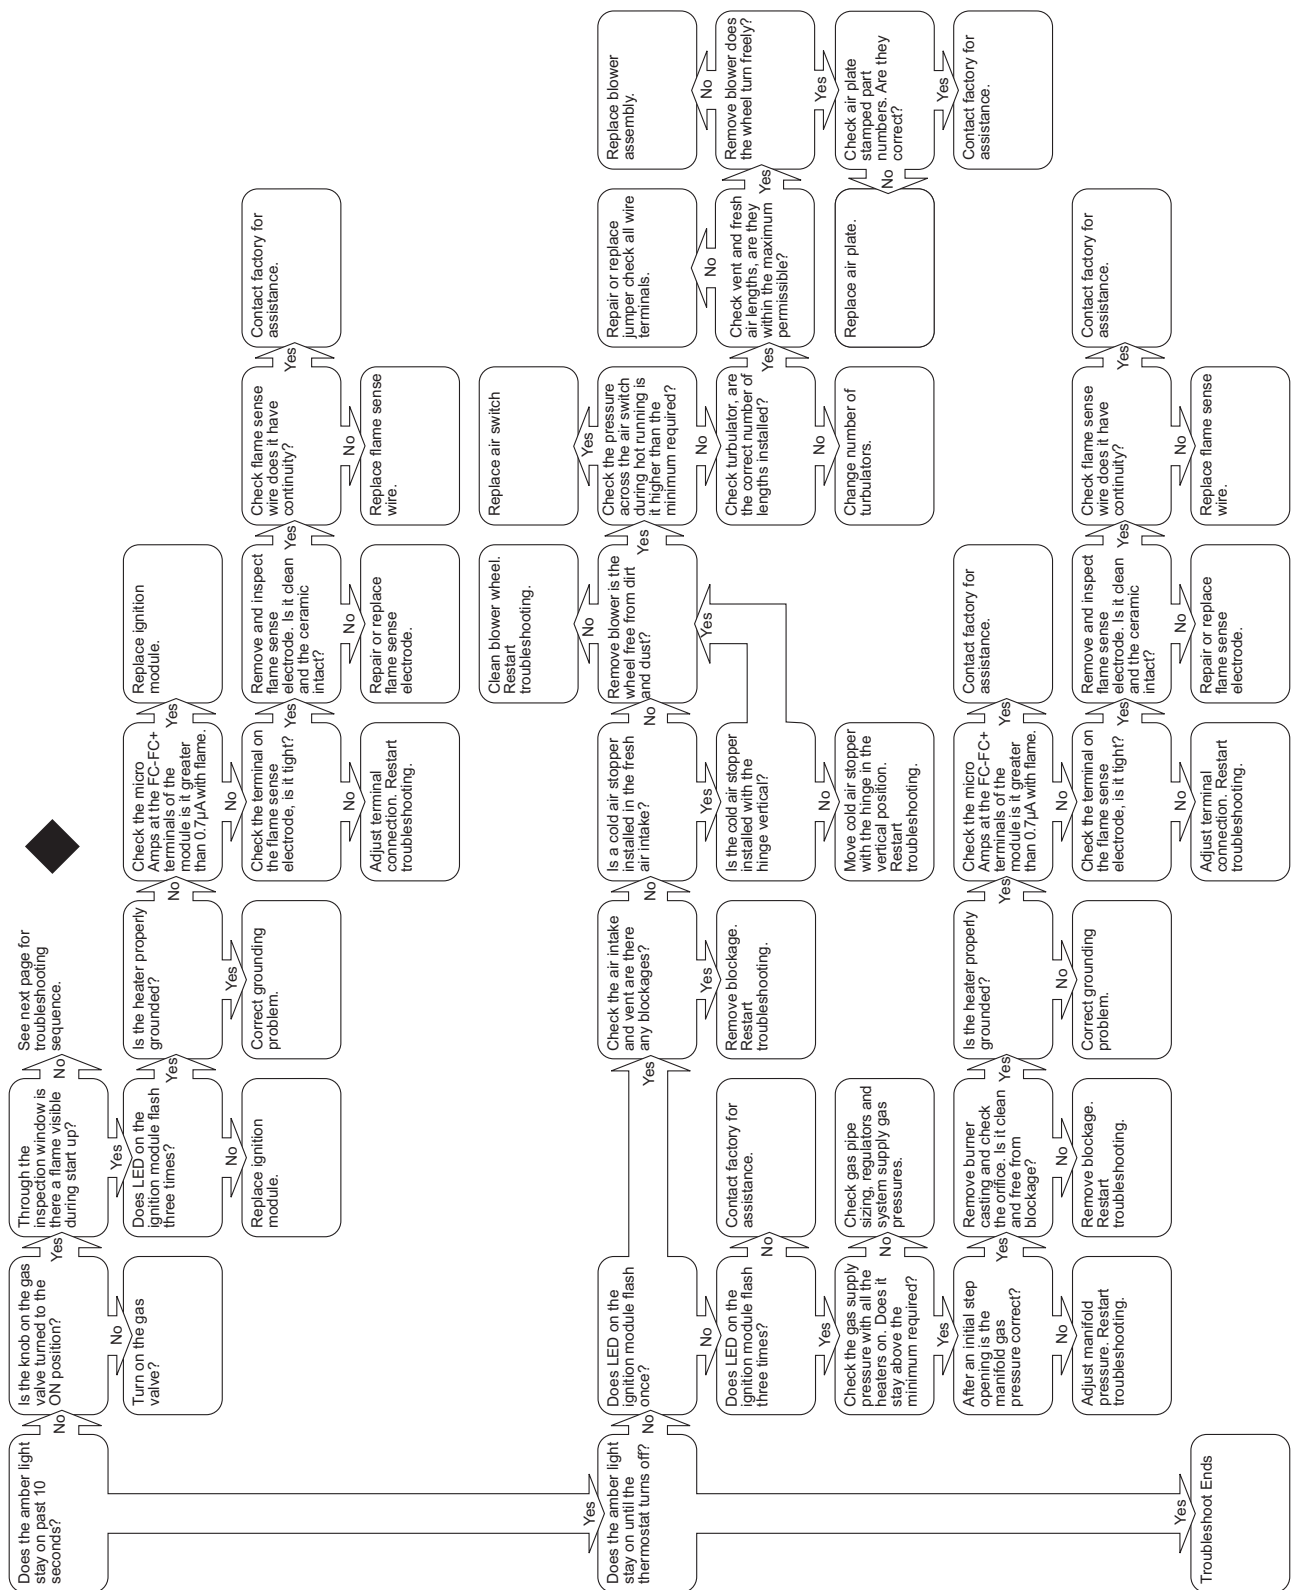 Does the amber light
stay on past 10
seconds?
No
Is the knob on the gas
valve turned to the
ON position?
Yes
Through the
inspection window is
there a flame visible
during start up?
No
See next page for
troubleshooting
sequence.
No
Turn on the gas
valve?
Yes
Does LED on the
ignition module flash
three times?
Yes
Is the heater properly
grounded?
No
Check the micro
Amps at the FC-FC+
terminals of the
module is it greater
than 0.7µA with flame.
Yes
Replace ignition
module.
No
Replace ignition
module.
Yes
Correct grounding
problem.
No
Check the terminal on
the flame sense
electrode, is it tight?
Yes
Remove and inspect
flame sense
electrode. Is it clean
and the ceramic
intact?
Yes
Check flame sense
wire does it have
continuity?
Yes
Contact factory for
assistance.
No
Adjust terminal
connection. Restart
troubleshooting.
No
Repair or replace
flame sense
electrode.
No
Replace flame sense
wire.
Yes
Does the amber light
stay on until the
thermostat turns off?
No
Does LED on the
ignition module flash
once?
Yes
Check the air intake
and vent are there
any blockages?
No
Is a cold air stopper
installed in the fresh
air intake?
No
Remove blower is the
wheel free from dirt
and dust?
Yes
Check the pressure
across the air switch
during hot running is
it higher than the
minimum required?
No
Clean blower wheel.
Restart
troubleshooting.
Yes
Replace air switch
Yes
Remove blockage.
Restart
troubleshooting.
Yes
Is the cold air stopper
installed with the
hinge vertical?
Yes
No
Move cold air stopper
with the hinge in the
vertical position.
Restart
troubleshooting.
No
Check turbulator, are
the correct number of
lengths installed?
Yes
Check vent and fresh
air lengths, are they
within the maximum
permissible?
Yes
Remove blower does
the wheel turn freely?
No
Change number of
turbulators.
No
Repair or replace
jumper check all wire
terminals.
No
Replace blower
assembly.
Yes
Check air plate
stamped part
numbers. Are they
correct?
No
Replace air plate.
Yes
Contact factory for
assistance.
No
Does LED on the
ignition module flash
three times?
No
Contact factory for
assistance.
Yes
Check the gas supply
pressure with all the
heaters on. Does it
stay above the
minimum required?
No
Check gas pipe
sizing, regulators and
system supply gas
pressures.
Yes
After an initial step
opening is the
manifold gas
pressure correct?
Yes
Remove burner
casting and check
the orifice. Is it clean
and free from
blockage?
Yes
Is the heater properly
grounded?
Yes
Check the micro
Amps at the FC-FC+
terminals of the
module is it greater
than 0.7µA with flame.
Yes
Contact factory for
assistance.
No
Adjust manifold
pressure. Restart
troubleshooting.
No
Remove blockage.
Restart
troubleshooting.
No
Correct grounding
problem.
No
Check the terminal on
the flame sense
electrode, is it tight?
Yes
Remove and inspect
flame sense
electrode. Is it clean
and the ceramic
intact?
Yes
Check flame sense
wire does it have
continuity?
Yes
Contact factory for
assistance.
No
Adjust terminal
connection. Restart
troubleshooting.
No
Repair or replace
flame sense
electrode.
No
Replace flame sense
wire.
Yes
Troubleshoot Ends